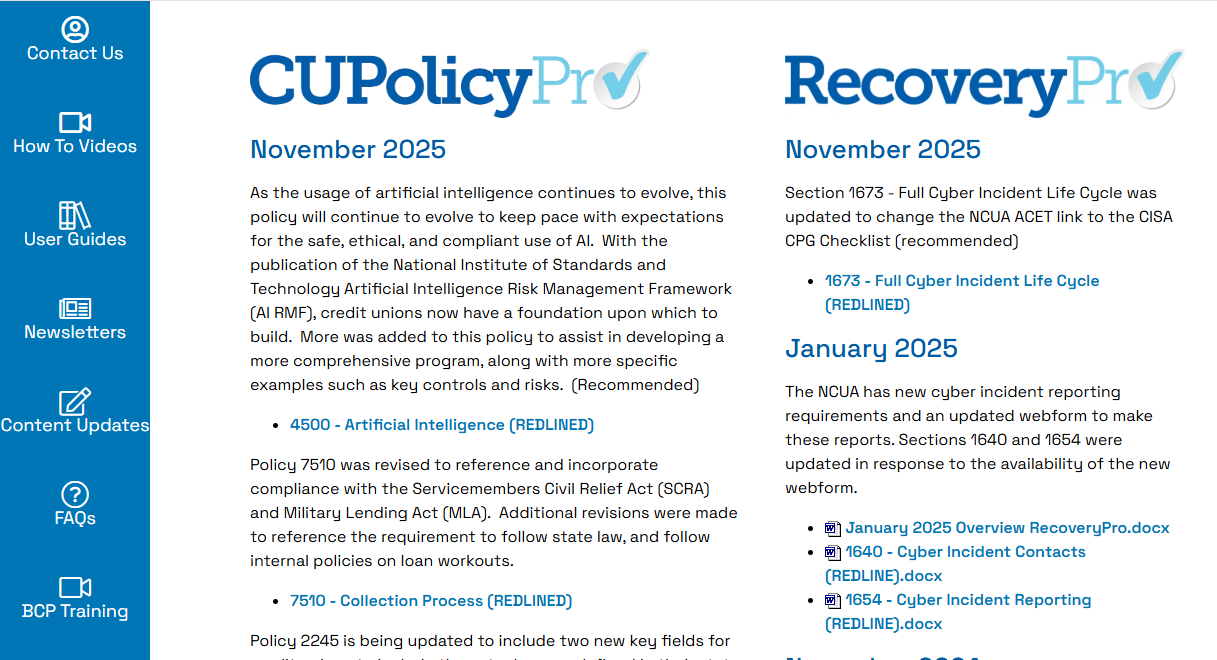 Contact Us
How To Videos
User Guides
Newsletters
Content Updates
FAQs
BCP Training
CUPolicyPro
November 2025
As the usage of artificial intelligence continues to evolve, this
policy will continue to evolve to keep pace with expectations
for the safe, ethical, and compliant use of AI.  With the
publication of the National Institute of Standards and
Technology Artificial Intelligence Risk Management Framework
(AI RMF), credit unions now have a foundation upon which to
build.  More was added to this policy to assist in developing a
more comprehensive program, along with more specific
examples such as key controls and risks.  (Recommended)
• 4500 - Artificial Intelligence (REDLINED)
Policy 7510 was revised to reference and incorporate
compliance with the Servicemembers Civil Relief Act (SCRA)
and Military Lending Act (MLA).  Additional revisions were made
to reference the requirement to follow state law, and follow
internal policies on loan workouts.
• 7510 - Collection Process (REDLINED)
Policy 2245 is being updated to include two new key fields for
RecoveryPro
November 2025
Section 1673 - Full Cyber Incident Life Cycle was
updated to change the NCUA ACET link to the CISA
CPG Checklist (recommended)
• 1673 - Full Cyber Incident Life Cycle
(REDLINED)
January 2025
The NCUA has new cyber incident reporting
requirements and an updated webform to make
these reports. Sections 1640 and 1654 were
updated in response to the availability of the new
webform.
• January 2025 Overview RecoveryPro.docx
• 1640 - Cyber Incident Contacts
(REDLINE).docx
• 1654 - Cyber Incident Reporting
(REDLINE).docx